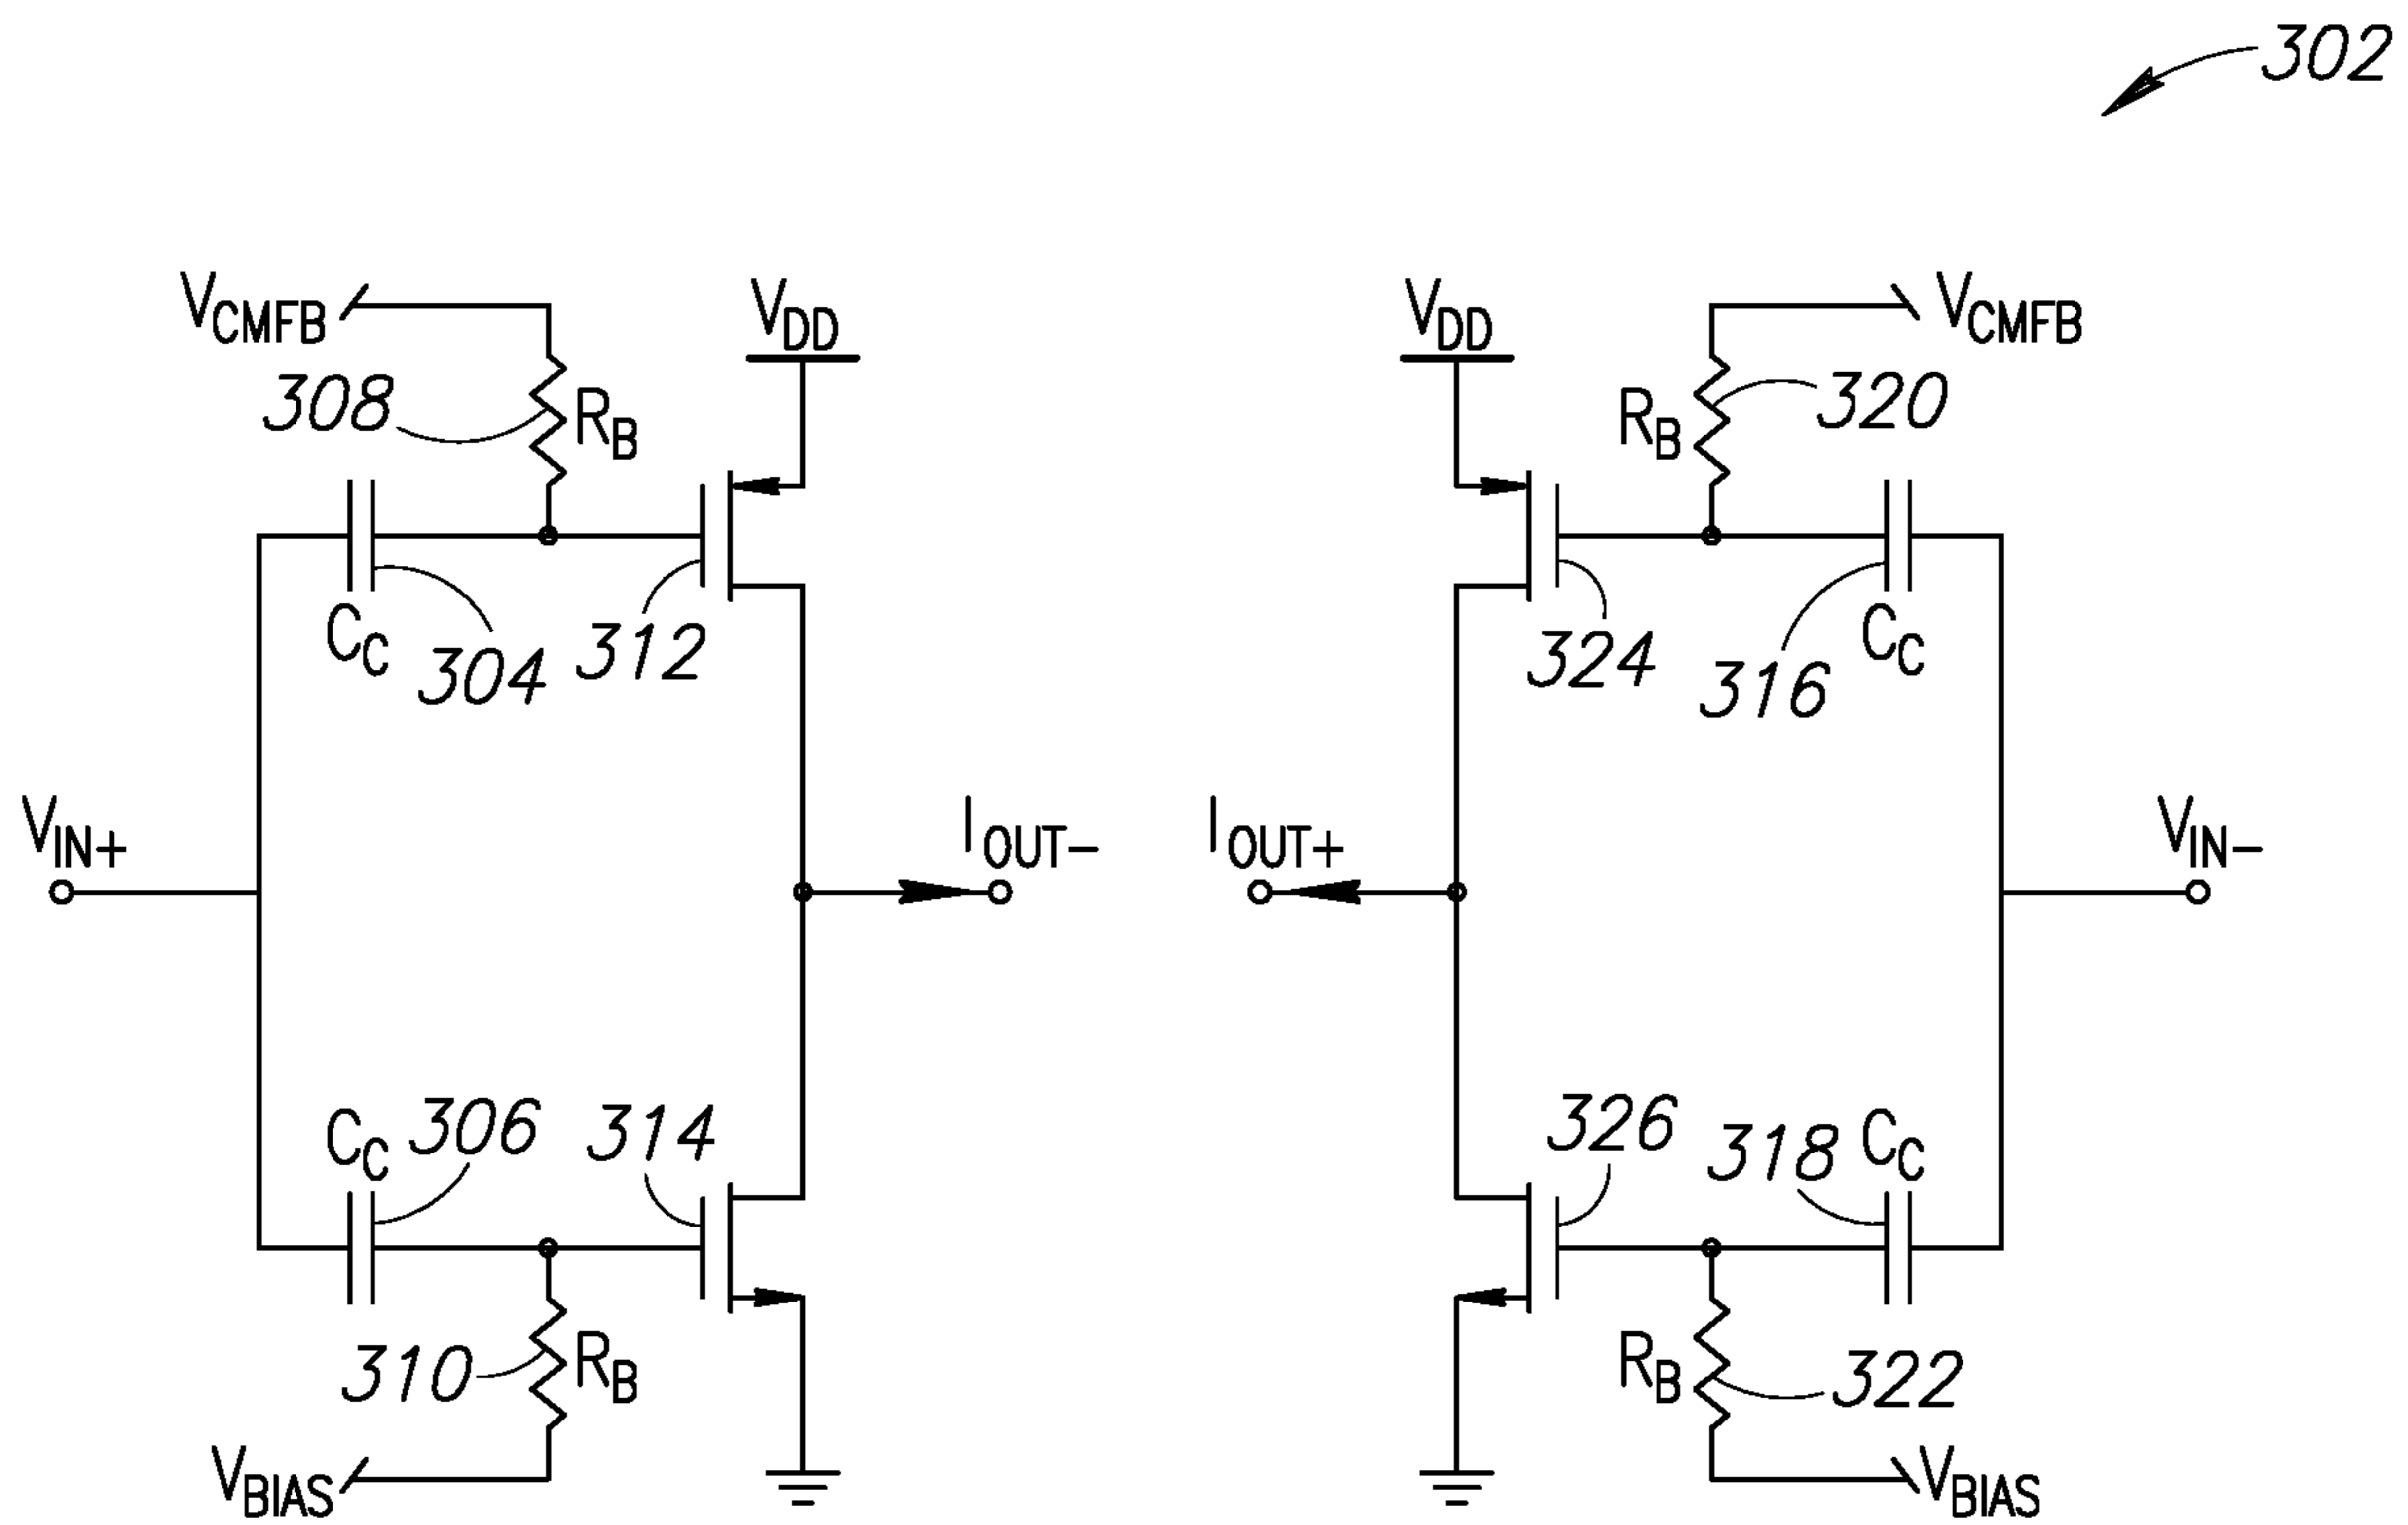 302
VCMFB
VDD
VDD
VCMFB
308
RB
RB
320
CC
304
312
324
316
CC
VIN+
IOUT-
IOUT+
VIN-
CC
306
314
326
318
CC
310
RB
RB
322
VBIAS
VBIAS